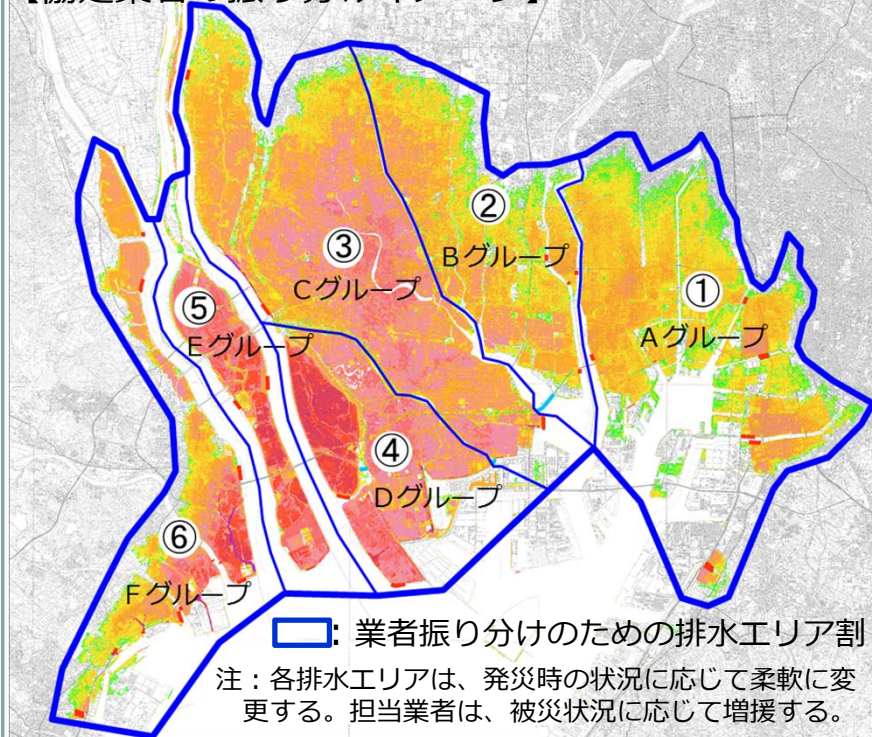 ②
Bグループ
③
Cグループ
①
Aグループ
⑤
Eグループ
④
Dグループ
⑥
Fグループ
：業者振り分けのための排水エリア割
注：各排水エリアは、発災時の状況に応じて柔軟に変
更する。担当業者は、被災状況に応じて増援する。